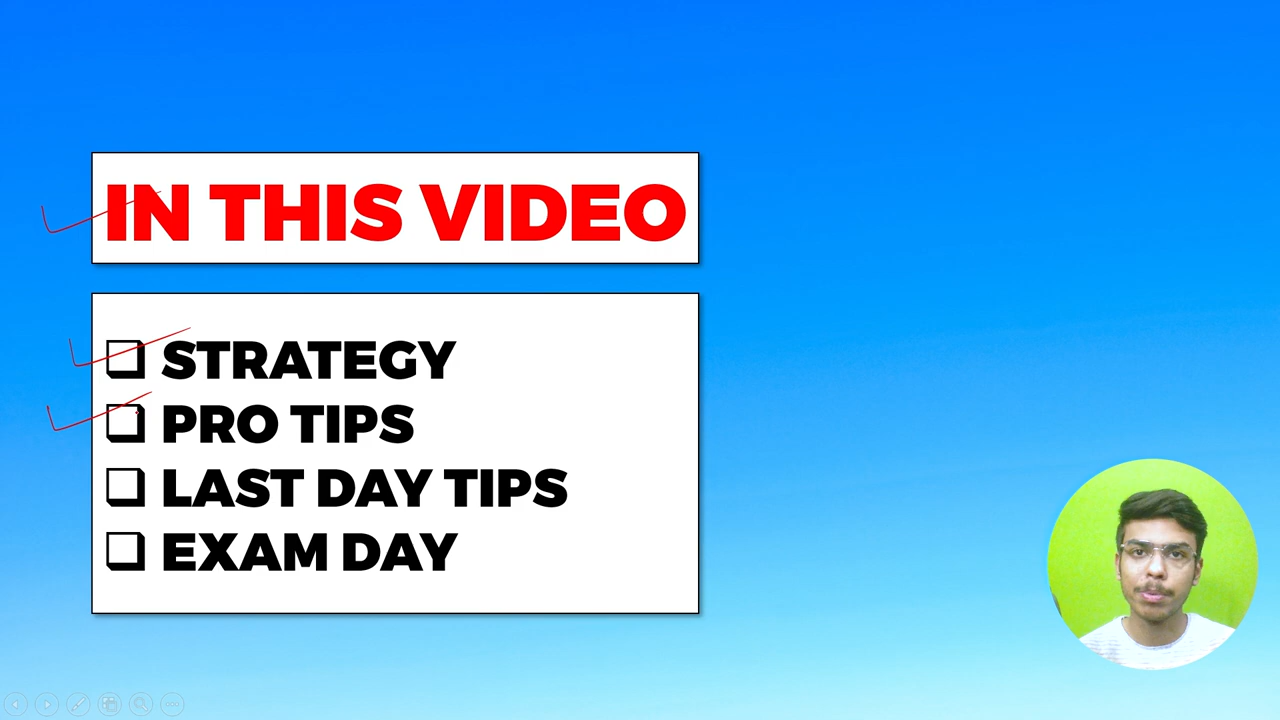 IN THIS VIDEO
STRATEGY
PRO TIPS
LAST DAY TIPS
EXAM DAY